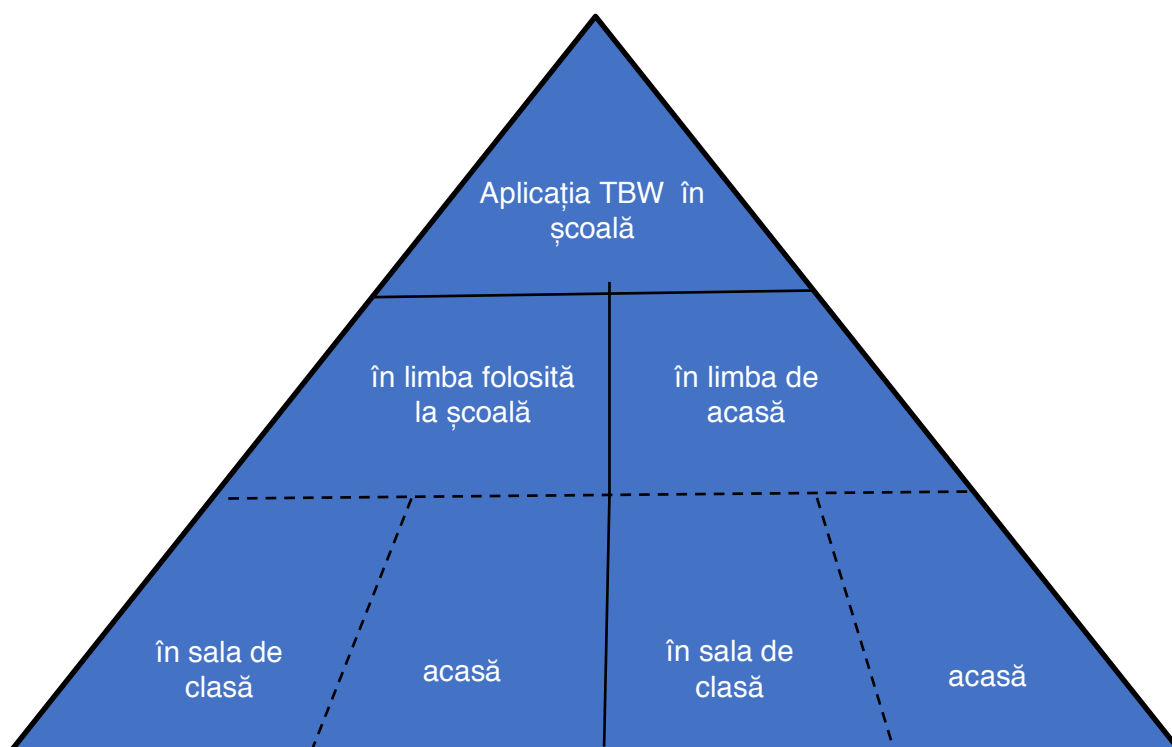 Aplicația TBW în
școală
în limba folosită
la școală
în limba de
acasă
în sala de
clasă
acasă
în sala de
clasă
acasă